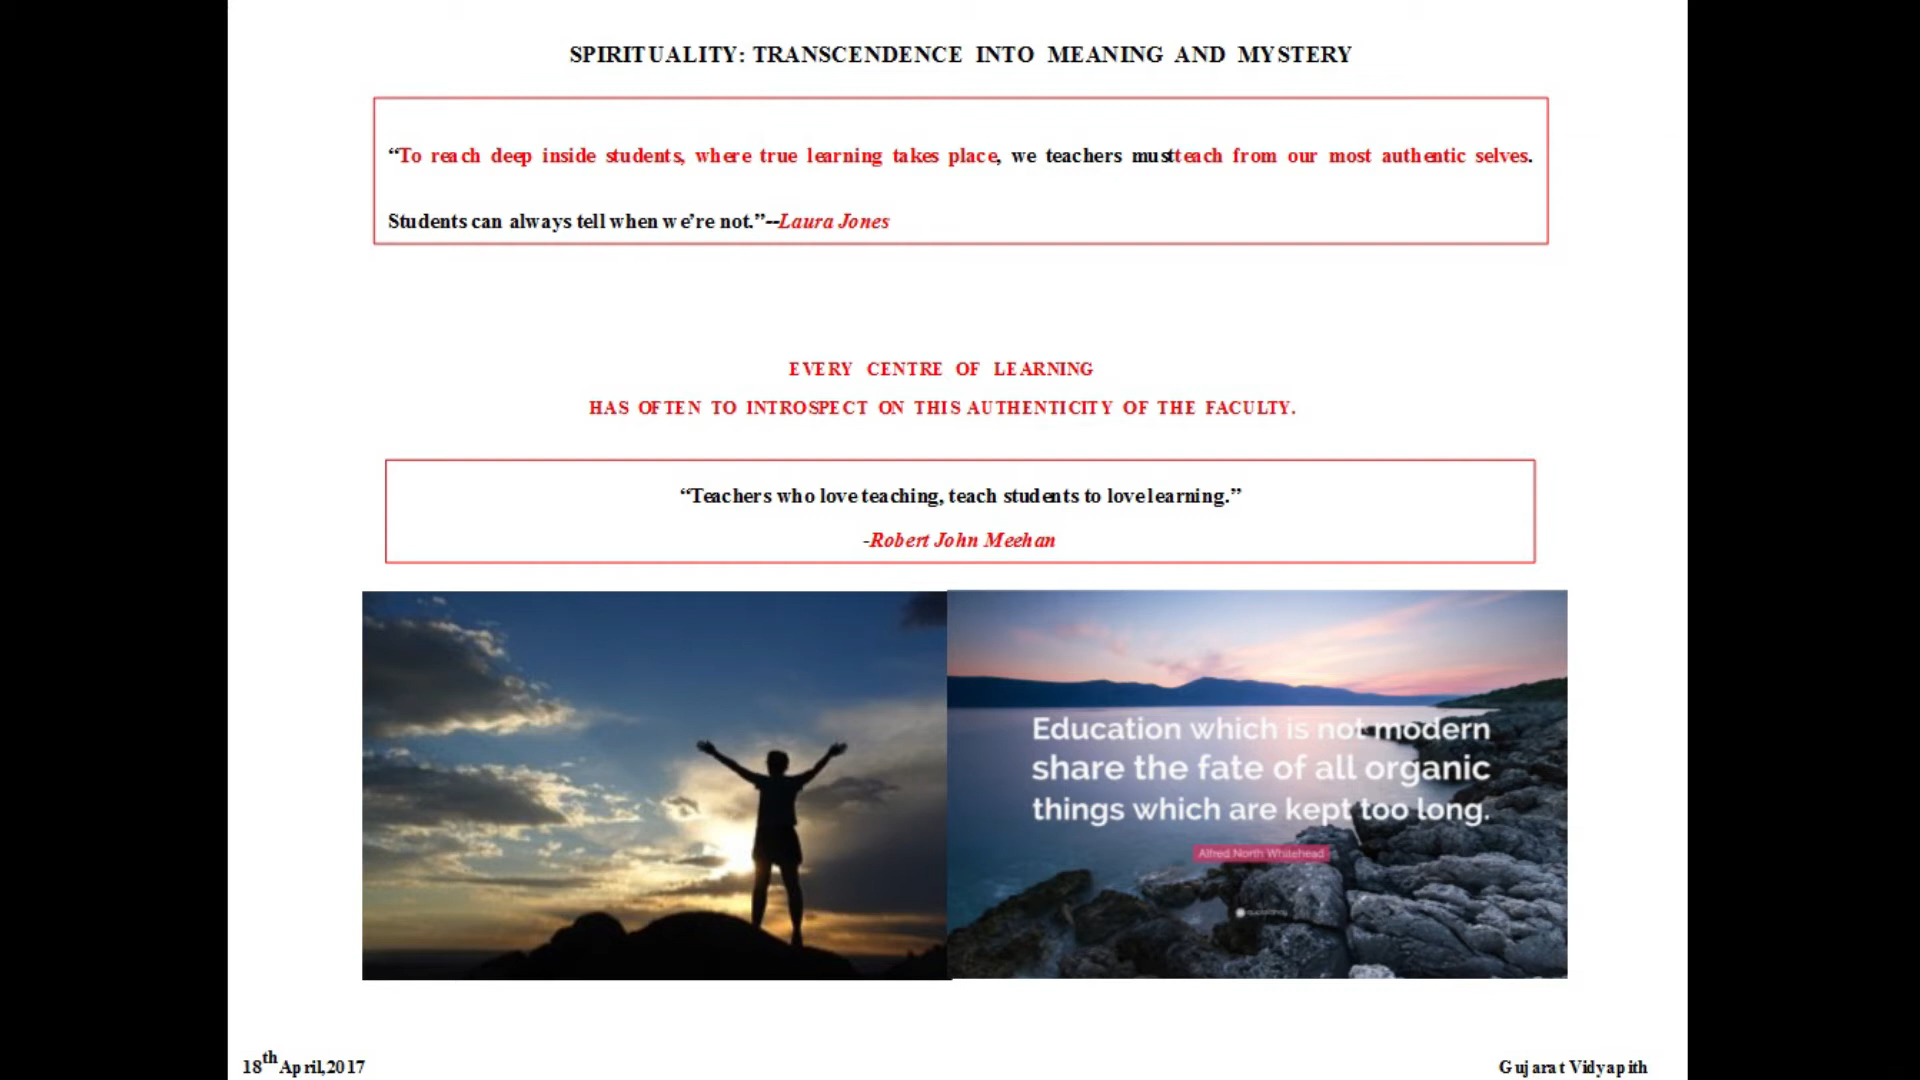 SPIRITUALITY: TRANSCENDENCE INTO MEANING AND MYSTERY
“To reach deep inside students, where true learning takes place, we teachers mustteach from our most authentic selves.
Students can always tell when we’re not.”--Laura Jones
EVERY CENTRE OF LEARNING
HAS OFTEN TO INTROSPECT ON THIS AUTHENTICITY OF THE FACULTY.
“Teachers who love teaching, teach students to love learning.”
-Robert John Meehan
Education which is not modern
share the fate of all organic
things which are kept too long.
Alfred North Whitehead
18th April,2017
Gujarat Vidyapith